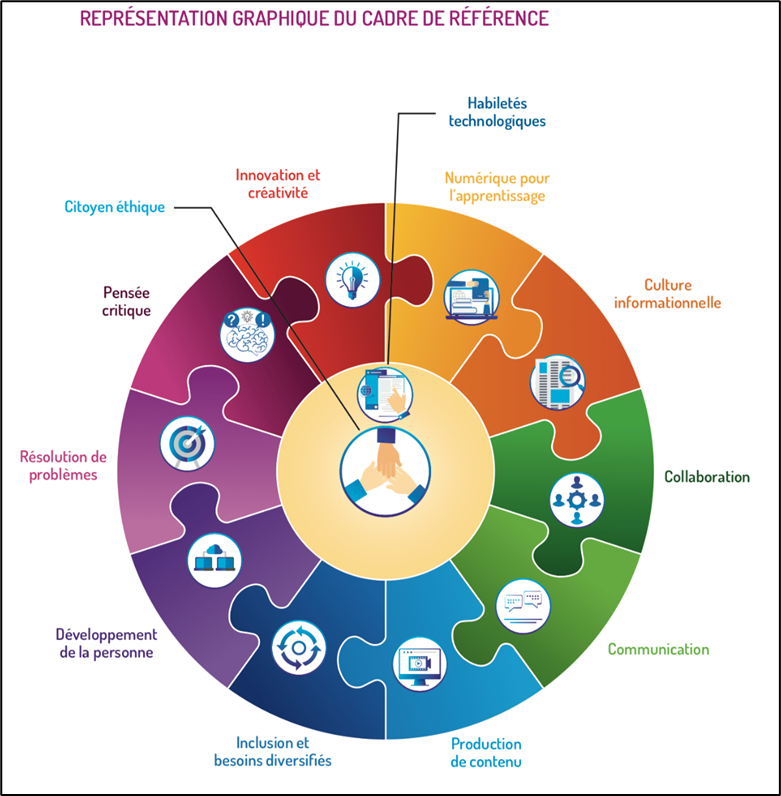 REPRÉSENTATION GRAPHIQUE DU CADRE DE RÉFÉRENCE
Habiletés
technologiques
Innovation et
créativité
Numérique pour
l'apprentissage
Citoyen éthique
Pensée
critique
Culture
informationnelle
Résolution de
problèmes
Collaboration
Développement
de la personne
Communication
Inclusion et
besoins diversifiés
Production
de contenu